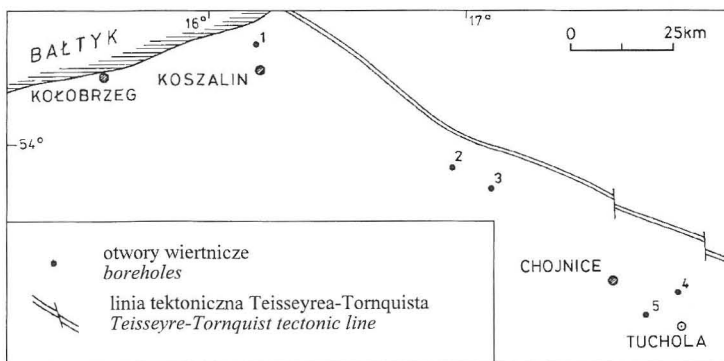 16°
17°
0 25km
BAŁTYK
1
KOSZALIN
KOŁOBRZEG
54°
2
3
CHOJNICE
4
5
TUCHOLA
otwory wiertnicze
boreholes
linia tektoniczna Teisseyrea-Tornquista
Teisseyre-Tornquist tectonic line